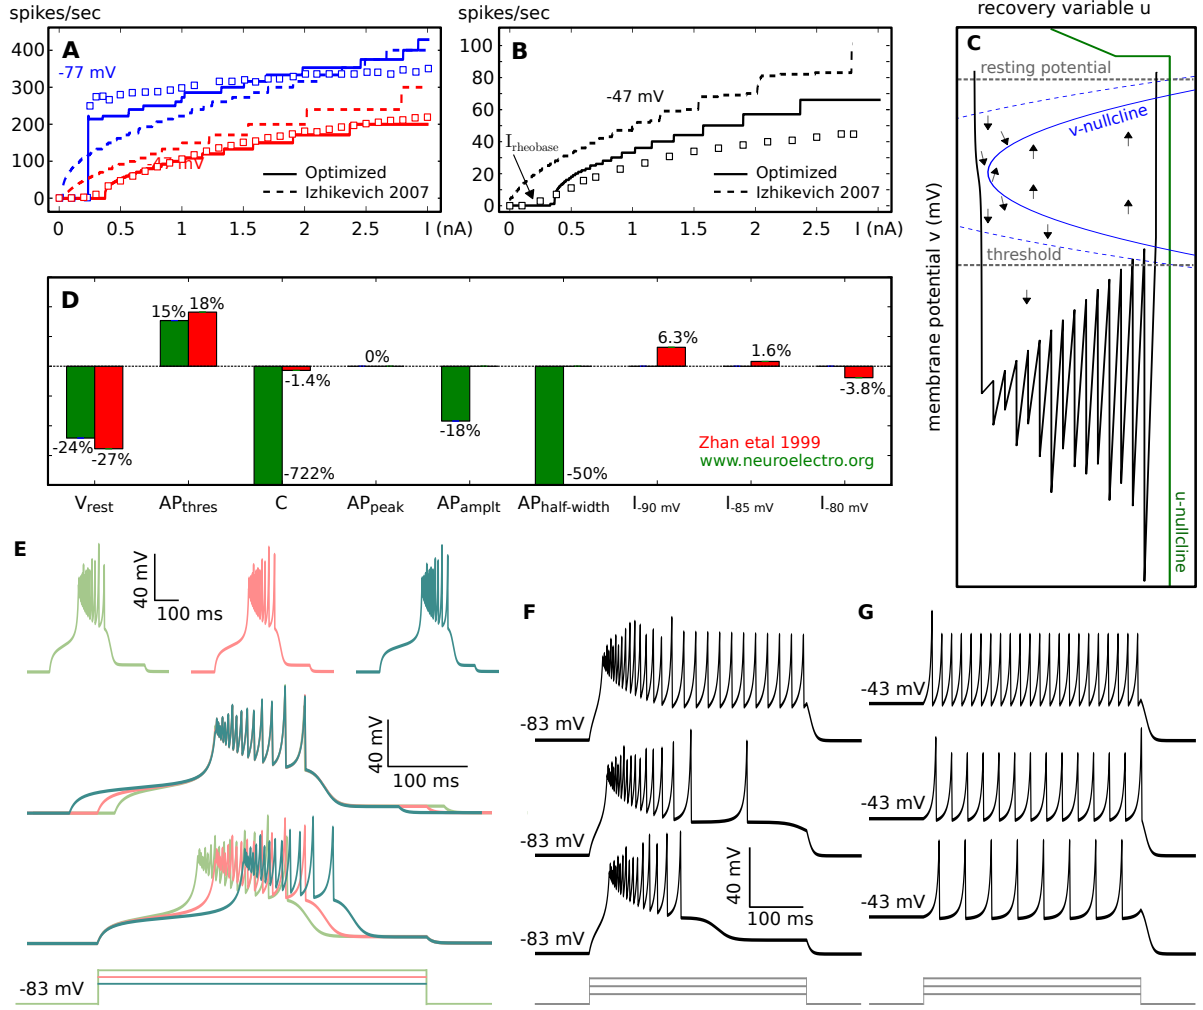 spikes/sec
A
-77 mV
400
300
200
100
0
Optimized
Izhikevich 2007
0
0.5
1
1.5
2
2.5
I (nA)
spikes/sec
B
-47 mV
I_rheobase
100
80
60
40
20
0
Optimized
Izhikevich 2007
0
0.5
1
1.5
2
2.5
I (nA)
recovery variable u
C
resting potential
v-nullcline
threshold
membrane potential v (mV)
u-nullcline
D
-24%
-27%
15%
18%
-722%
-1.4%
0%
-18%
-50%
6.3%
1.6%
-3.8%
Zhan etal 1999
www.neuroelectro.org
V_rest
AP_thres
C
AP_peak
AP_amplt
AP_half-width
I_-90 mV
I_-85 mV
I_-80 mV
E
40 mV
100 ms
40 mV
100 ms
-83 mV
F
-83 mV
-83 mV
-83 mV
40 mV
100 ms
G
-43 mV
-43 mV
-43 mV